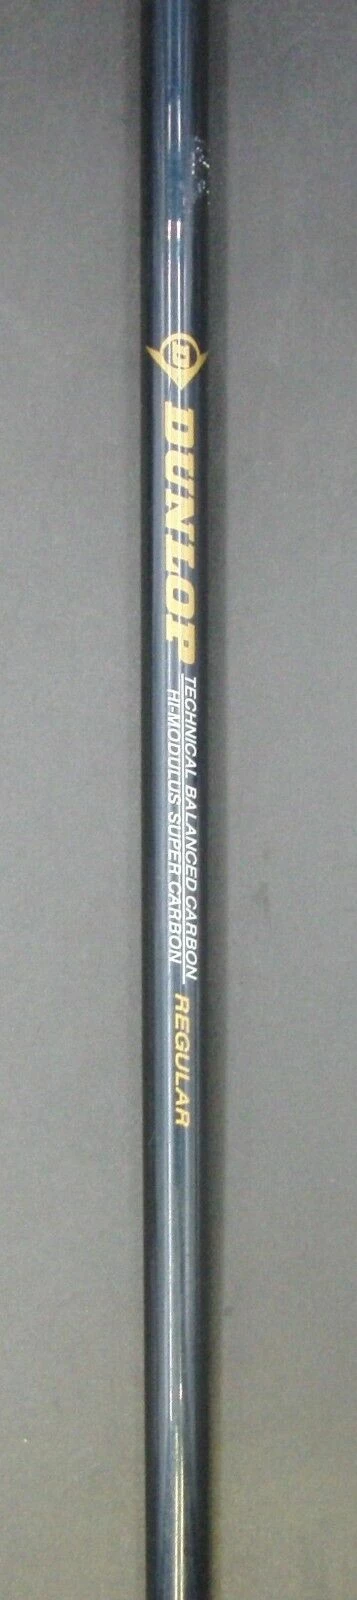 D
DUNLOP
TECHNICAL BALANCED CARBON
HI-MODULUS SUPER CARBON
REGULAR